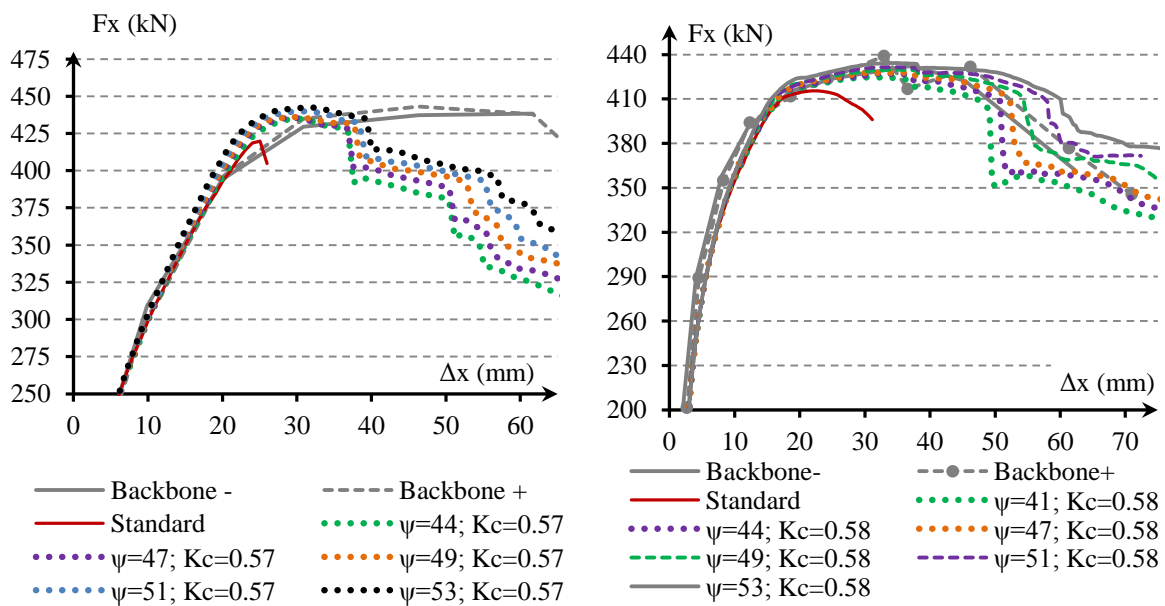 Fx (kN)
475
450
425
400
375
350
325
300
275
250
Δx (mm)
0 10 20 30 40 50 60
Backbone - Backbone +
Standard ψ=44; Kc=0.57
ψ=47; Kc=0.57 ψ=49; Kc=0.57
ψ=51; Kc=0.57 ψ=53; Kc=0.57
Fx (kN)
440
410
380
350
320
290
260
230
200
Δx (mm)
0 10 20 30 40 50 60 70
Backbone- Backbone+
Standard ψ=41; Kc=0.58
ψ=44; Kc=0.58 ψ=47; Kc=0.58
ψ=49; Kc=0.58 ψ=51; Kc=0.58
ψ=53; Kc=0.58